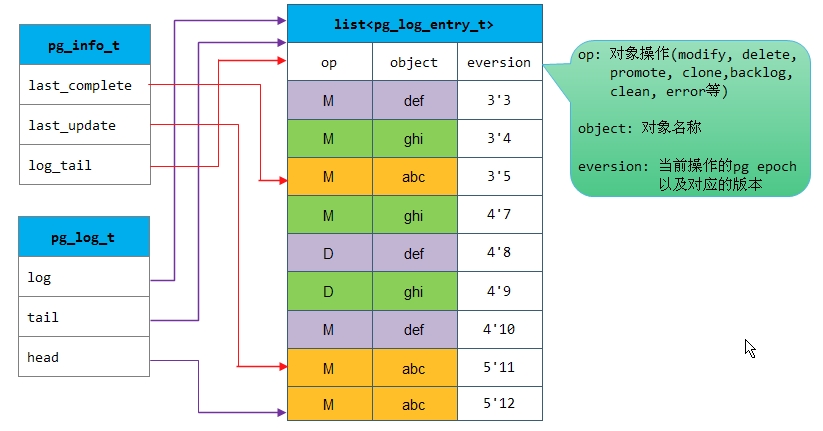 pg_info_t
last_complete
last_update
log_tail
pg_log_t
log
tail
head
list<pg_log_entry_t>
op object eversion
M def 3'3
M ghi 3'4
M abc 3'5
M ghi 4'7
D def 4'8
D ghi 4'9
M def 4'10
M abc 5'11
M abc 5'12
op: 对象操作(modify, delete,
promote, clone,backlog,
clean, error等)
object: 对象名称
eversion: 当前操作的pg epoch
以及对应的版本